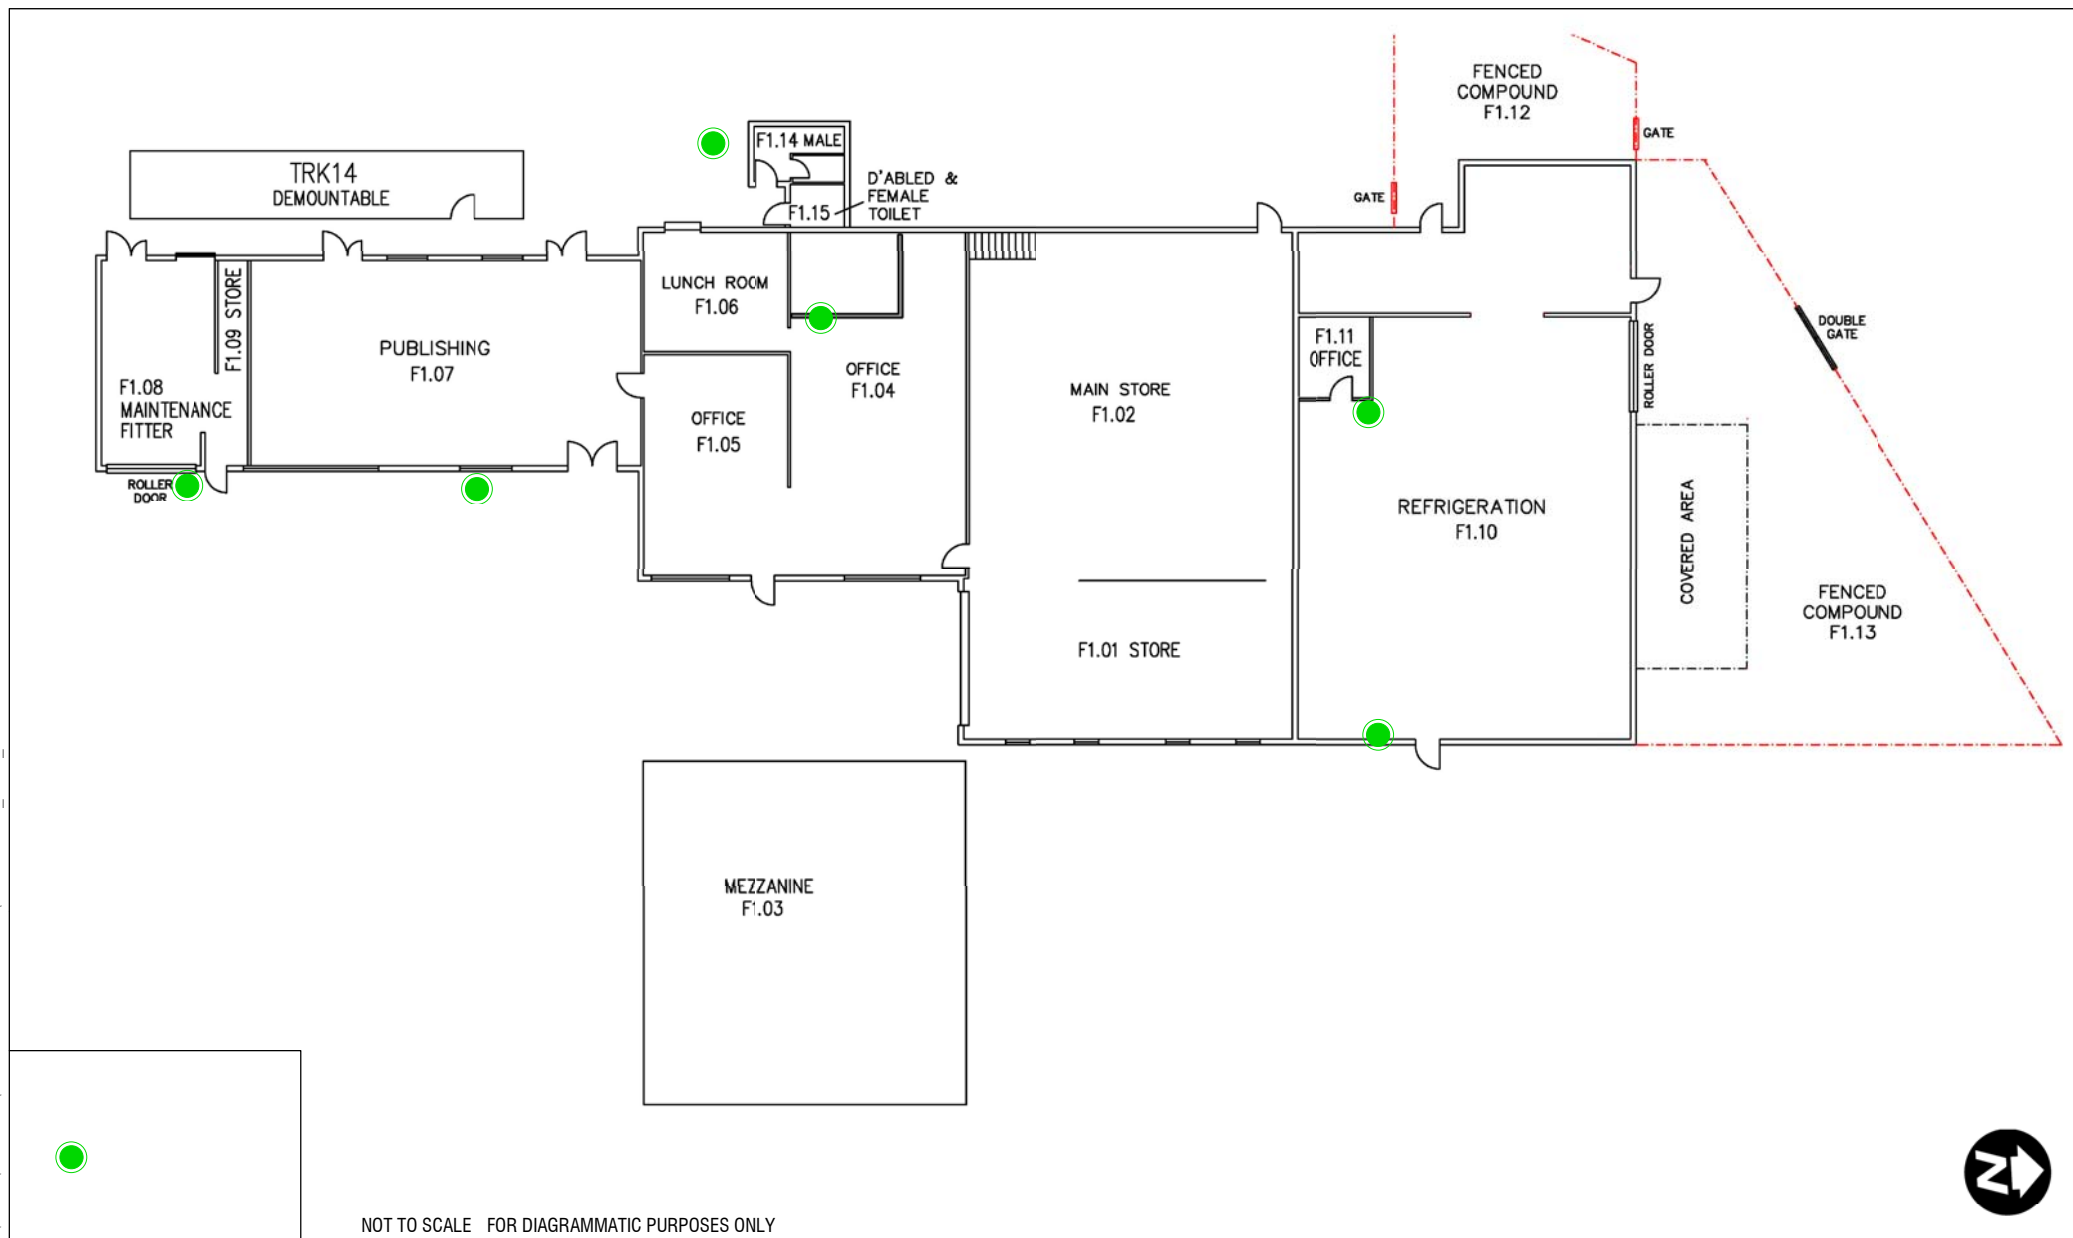 FENCED
COMPOUND
F1.12
GATE
GATE
F1.14 MALE
D'ABLED &
FEMALE
TOILET
F1.15
TRK14
DEMOUNTABLE
LUNCH ROOM
F1.06
F1.09 STORE
PUBLISHING
F1.07
F1.08
MAINTENANCE
FITTER
ROLLER
DOOR
OFFICE
F1.05
OFFICE
F1.04
MAIN STORE
F1.02
F1.11
OFFICE
ROLLER DOOR
DOUBLE
GATE
REFRIGERATION
F1.10
COVERED AREA
FENCED
COMPOUND
F1.13
F1.01 STORE
MEZZANINE
F1.03
N
NOT TO SCALE FOR DIAGRAMMATIC PURPOSES ONLY